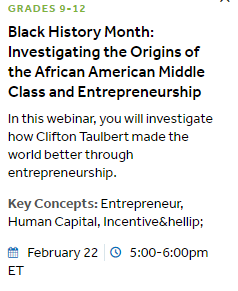 GRADES 9-12
Black History Month:
Investigating the Origins of
the African American Middle
Class and Entrepreneurship
In this webinar, you will investigate
how Clifton Taulbert made the
world better through
entrepreneurship.
Key Concepts: Entrepreneur,
Human Capital, Incentive&hellip;
February 22 5:00-6:00pm
ET